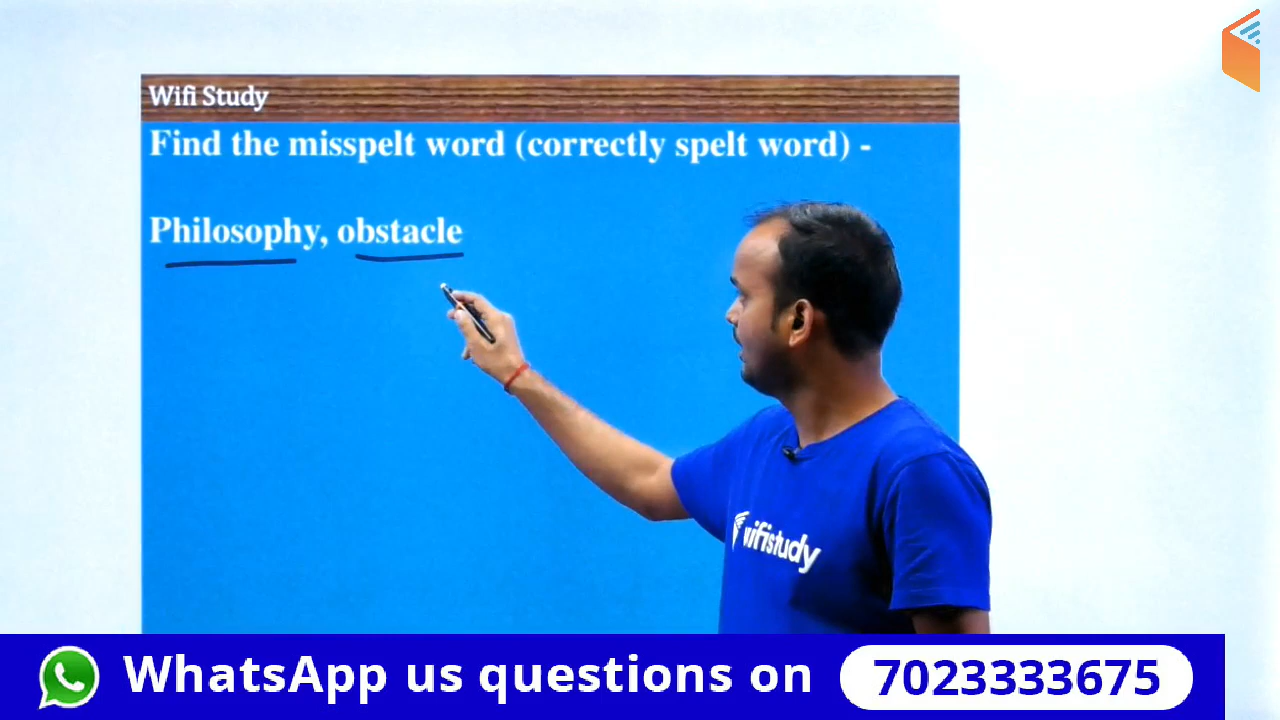 Wifi Study
Find the misspelt word (correctly spelt word) -
Philosophy, obstacle
wifistudy
WhatsApp us questions on 7023333675